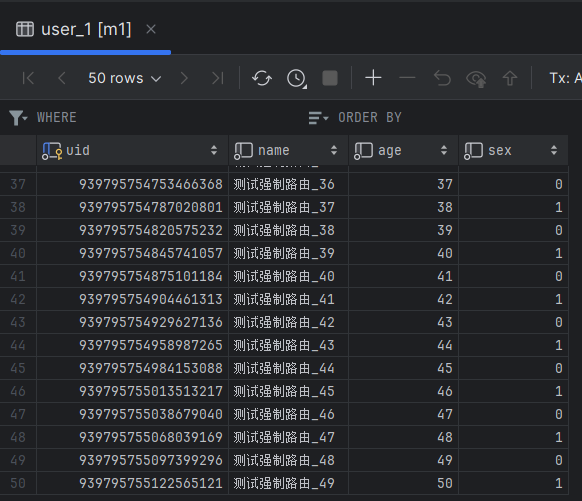 user_1 [m1]
50 rows
Tx: A
WHERE
ORDER BY
uid name age sex
37 939795754753466368 测试强制路由_36 37 0
38 939795754787020801 测试强制路由_37 38 1
39 939795754820575232 测试强制路由_38 39 0
40 939795754845741057 测试强制路由_39 40 1
41 939795754875101184 测试强制路由_40 41 0
42 939795754904461313 测试强制路由_41 42 1
43 939795754929627136 测试强制路由_42 43 0
44 939795754958987265 测试强制路由_43 44 1
45 939795754984153088 测试强制路由_44 45 0
46 939795755013513217 测试强制路由_45 46 1
47 939795755038679040 测试强制路由_46 47 0
48 939795755068039169 测试强制路由_47 48 1
49 939795755097399296 测试强制路由_48 49 0
50 939795755122565121 测试强制路由_49 50 1